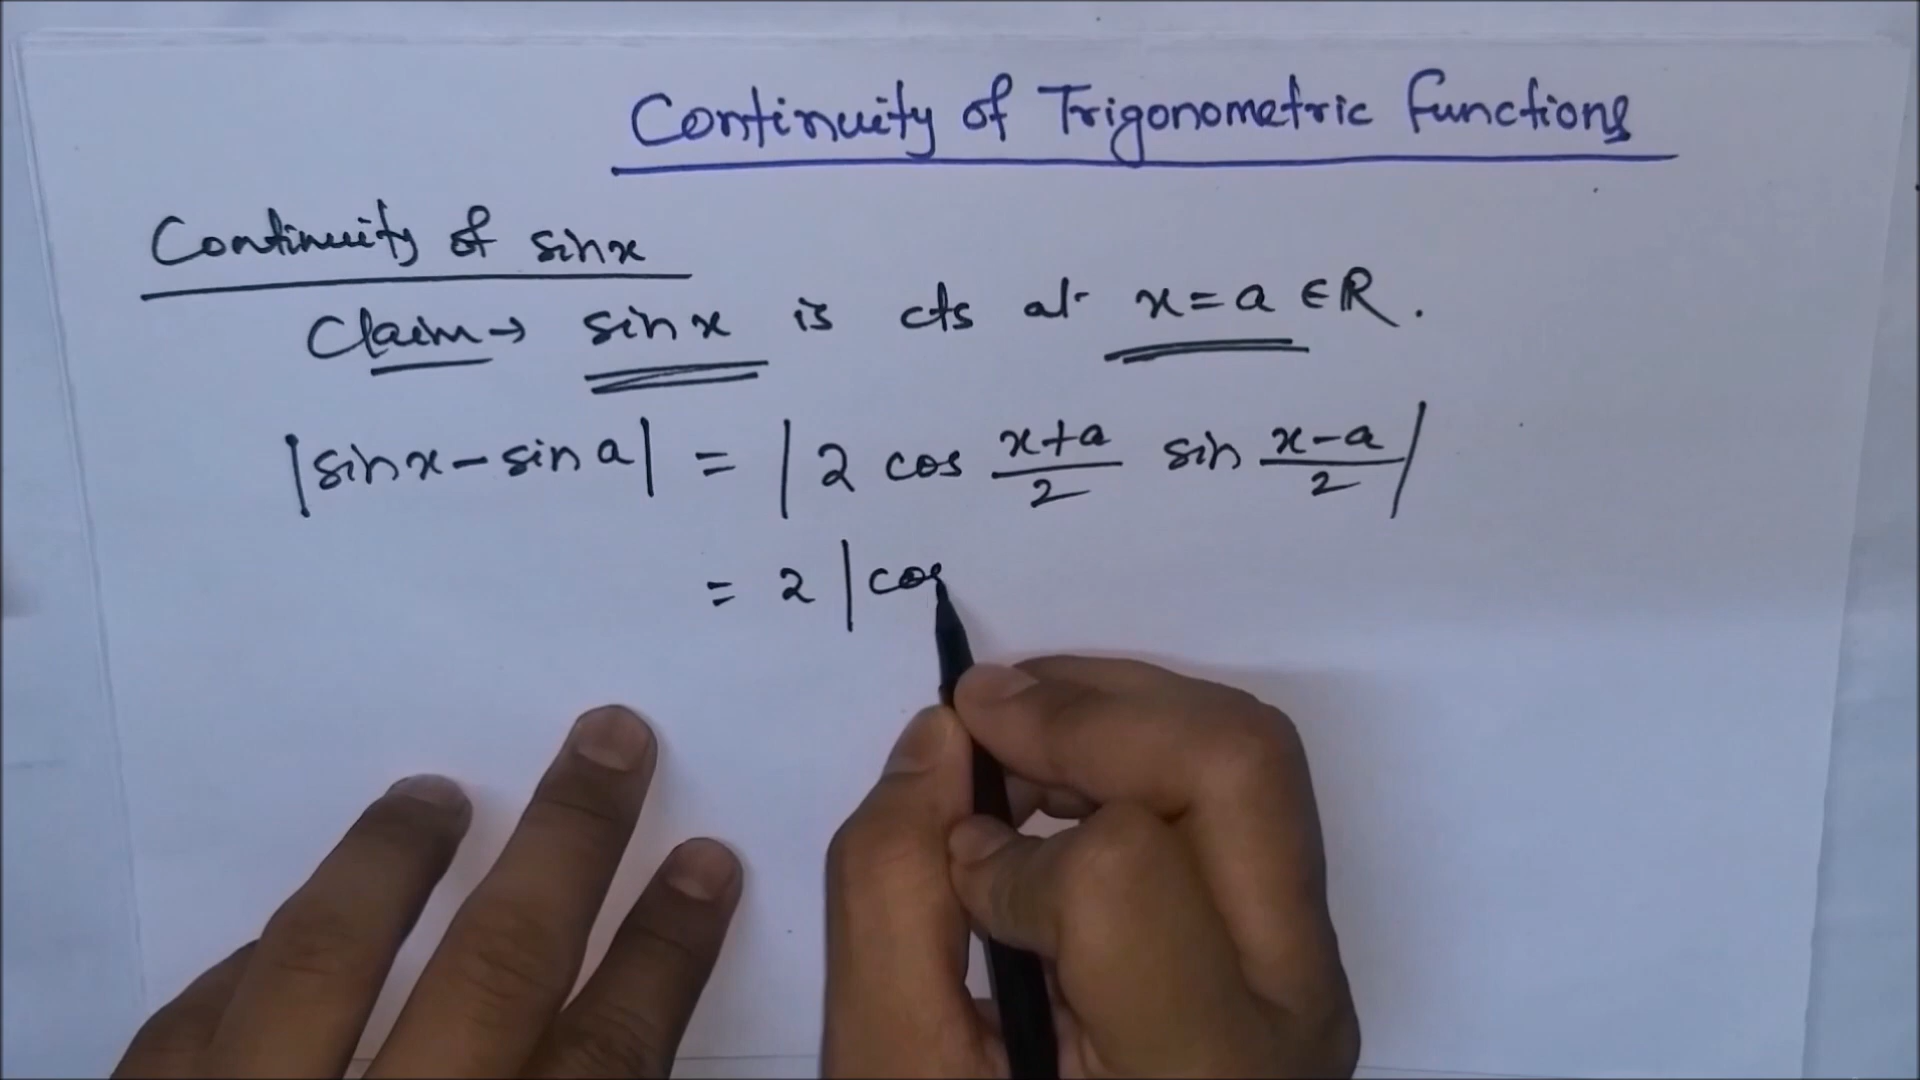 Continuity of Trigonometric functions
Continuity of sinx
Claim → sinx is cts at x = a ∈ R.
|sinx - sin a| = | 2 cos x+a/2 sin x-a/2 |
= 2 | cos